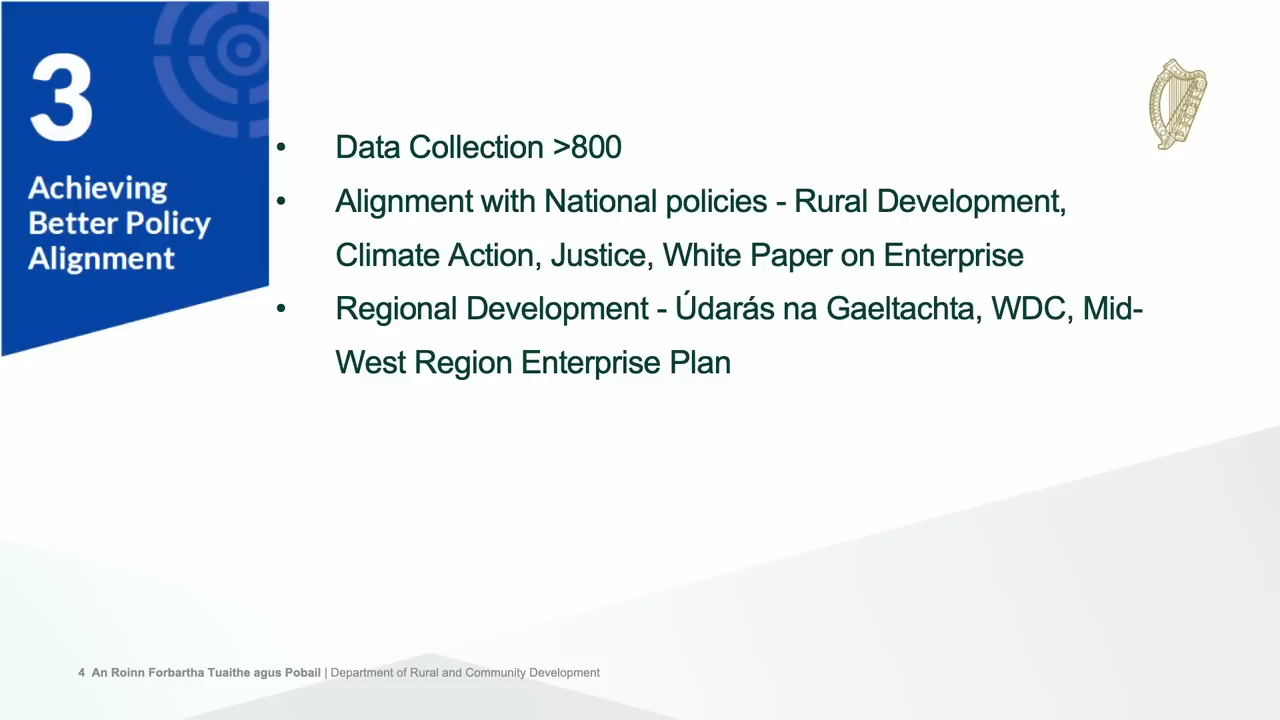 3
Achieving
Better Policy
Alignment
• Data Collection >800
• Alignment with National policies - Rural Development,
Climate Action, Justice, White Paper on Enterprise
• Regional Development - Údarás na Gaeltachta, WDC, Mid-
West Region Enterprise Plan
4 An Roinn Forbartha Tuaithe agus Pobail | Department of Rural and Community Development